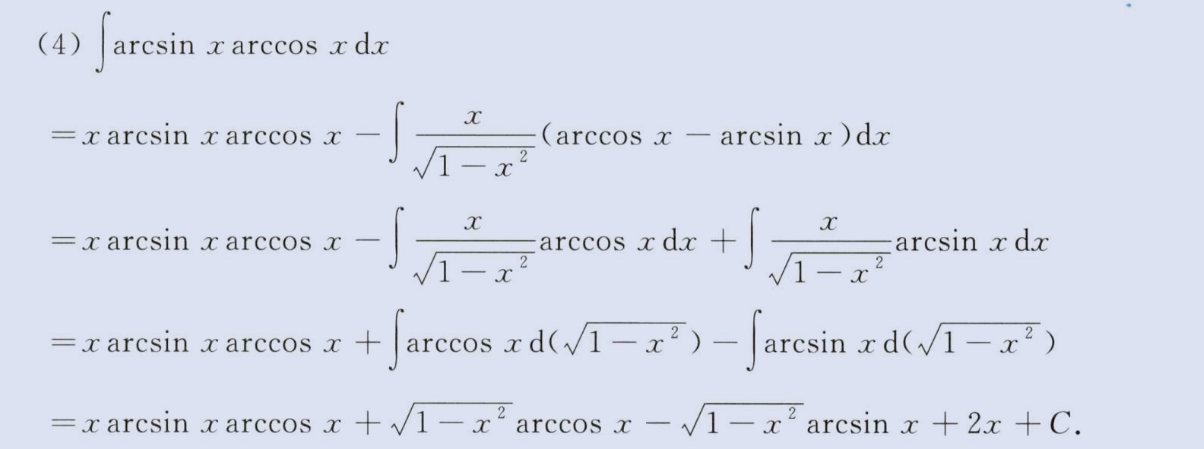 (4) ∫arcsin x arccos x dx
=x arcsin x arccos x − ∫ x/√(1−x²) (arccos x − arcsin x)dx
=x arcsin x arccos x − ∫ x/√(1−x²) arccos x dx + ∫ x/√(1−x²) arcsin x dx
=x arcsin x arccos x + ∫arccos x d(√(1−x²)) − ∫arcsin x d(√(1−x²))
=x arcsin x arccos x + √(1−x²) arccos x − √(1−x²) arcsin x + 2x + C.